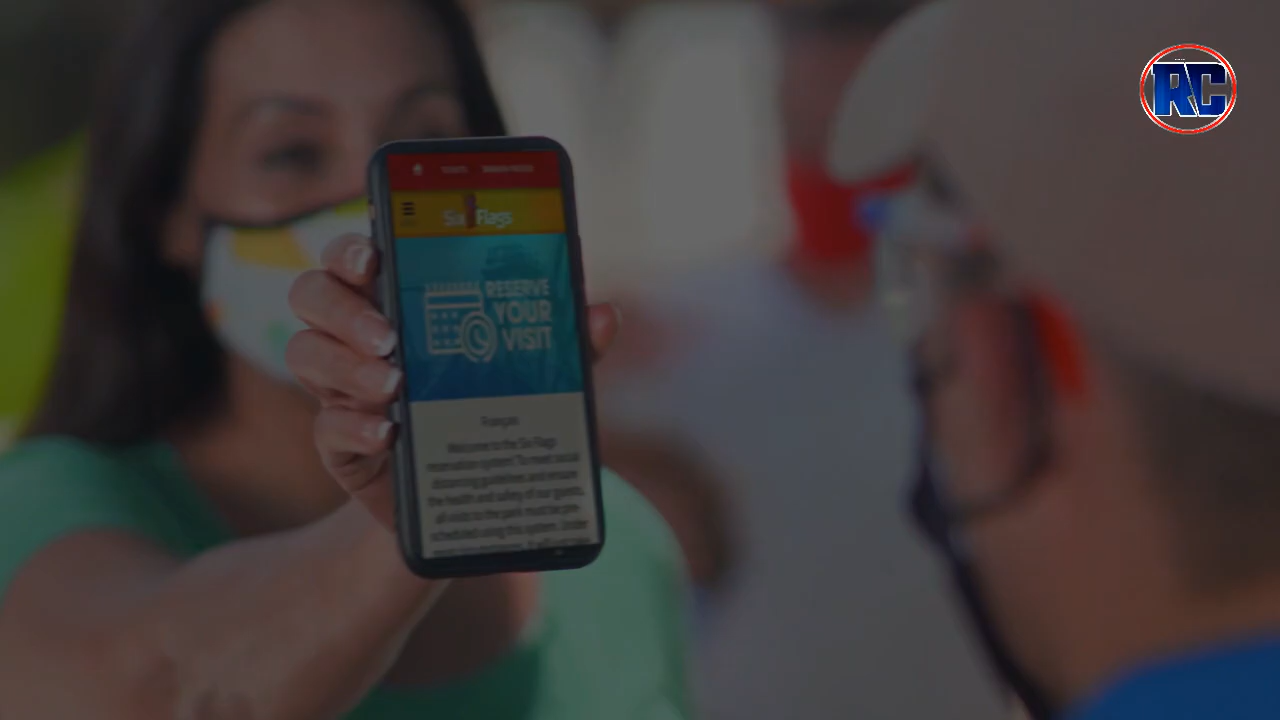 RC
Six Flags
RESERVE
YOUR
VISIT
Français
Welcome to the Six Flags
reservation system! To meet social
distancing guidelines and ensure
the health and safety of our guests,
all visits to the park must be pre-
scheduled using this system. Under